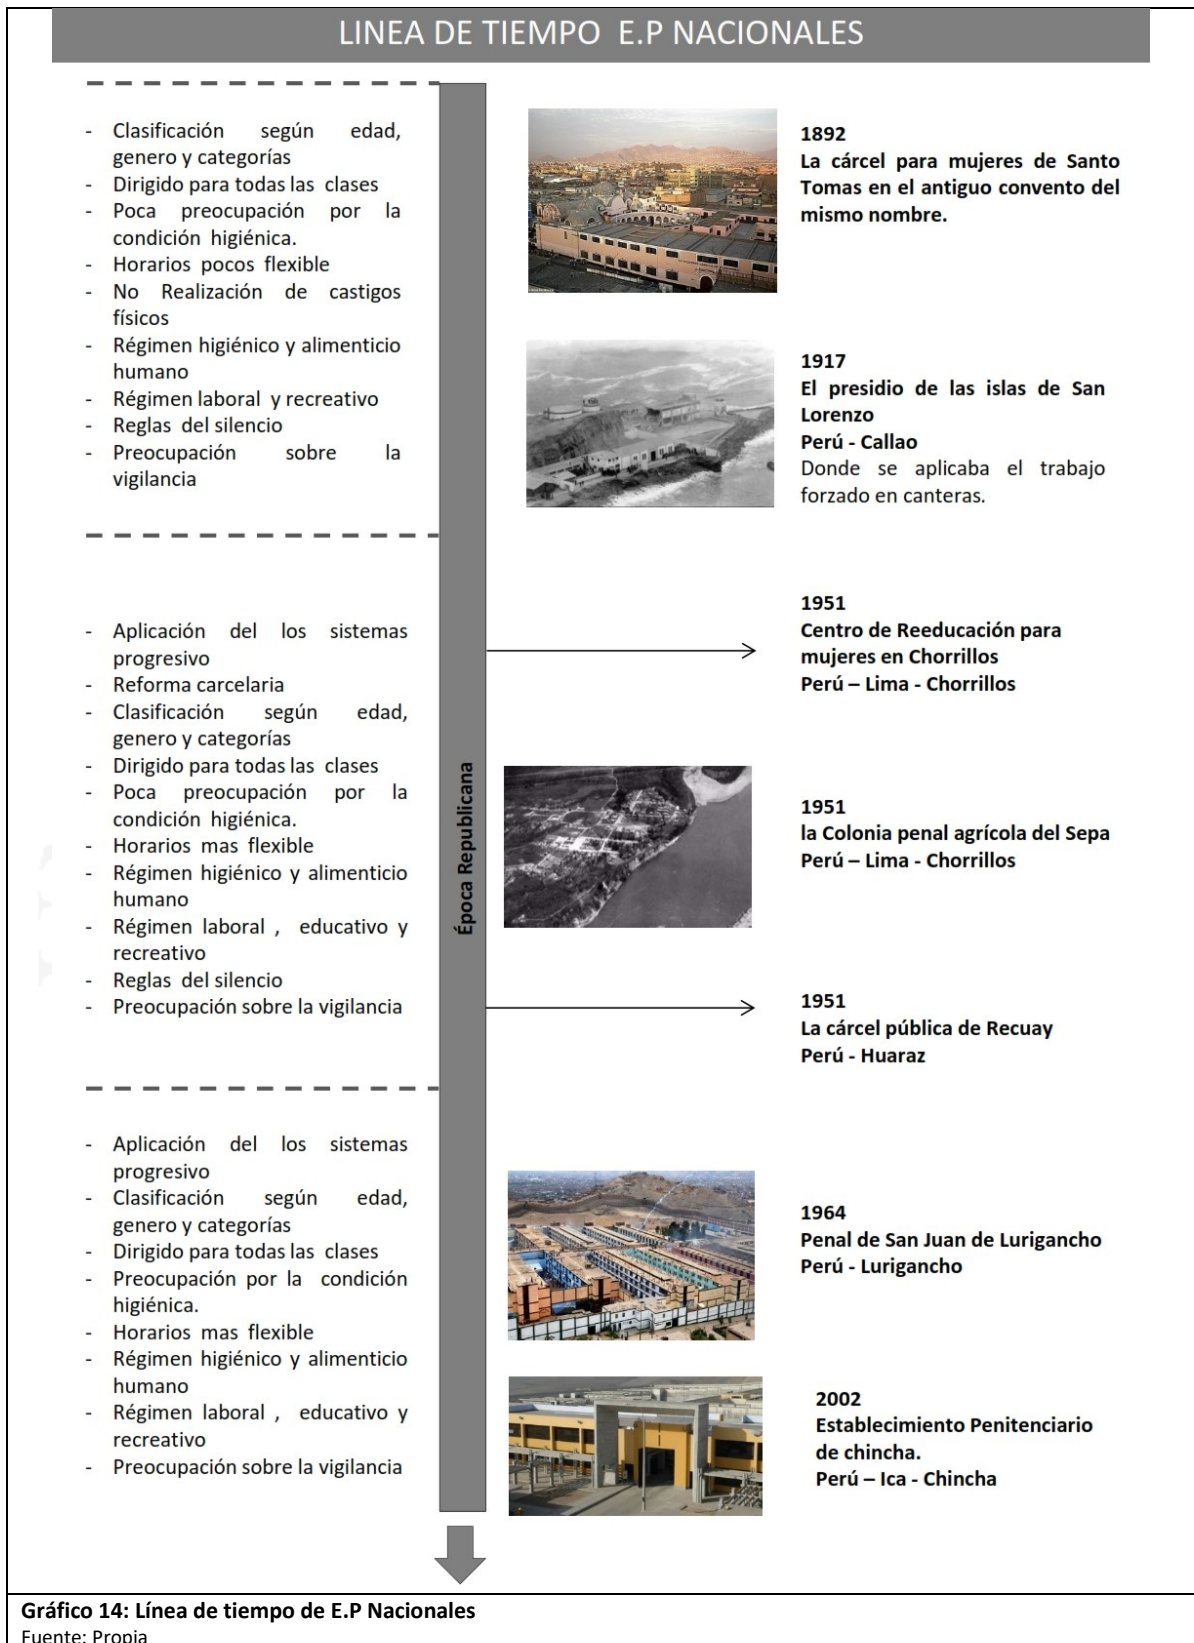 LINEA DE TIEMPO E.P NACIONALES
- Clasificación según edad,
genero y categorías
- Dirigido para todas las clases
- Poca preocupación por la
condición higiénica.
- Horarios pocos flexible
- No Realización de castigos
físicos
- Régimen higiénico y alimenticio
humano
- Régimen laboral y recreativo
- Reglas del silencio
- Preocupación sobre la
vigilancia
1892
La cárcel para mujeres de Santo
Tomas en el antiguo convento del
mismo nombre.
1917
El presidio de las islas de San
Lorenzo
Perú - Callao
Donde se aplicaba el trabajo
forzado en canteras.
- Aplicación del los sistemas
progresivo
- Reforma carcelaria
- Clasificación según edad,
genero y categorías
- Dirigido para todas las clases
- Poca preocupación por la
condición higiénica.
- Horarios mas flexible
- Régimen higiénico y alimenticio
humano
- Régimen laboral , educativo y
recreativo
- Reglas del silencio
- Preocupación sobre la vigilancia
Época Republicana
1951
Centro de Reeducación para
mujeres en Chorrillos
Perú – Lima - Chorrillos
1951
la Colonia penal agrícola del Sepa
Perú – Lima - Chorrillos
1951
La cárcel pública de Recuay
Perú - Huaraz
- Aplicación del los sistemas
progresivo
- Clasificación según edad,
genero y categorías
- Dirigido para todas las clases
- Preocupación por la condición
higiénica.
- Horarios mas flexible
- Régimen higiénico y alimenticio
humano
- Régimen laboral , educativo y
recreativo
- Preocupación sobre la vigilancia
1964
Penal de San Juan de Lurigancho
Perú - Lurigancho
2002
Establecimiento Penitenciario
de chincha.
Perú – Ica - Chincha
Gráfico 14: Línea de tiempo de E.P Nacionales
Fuente: Propia